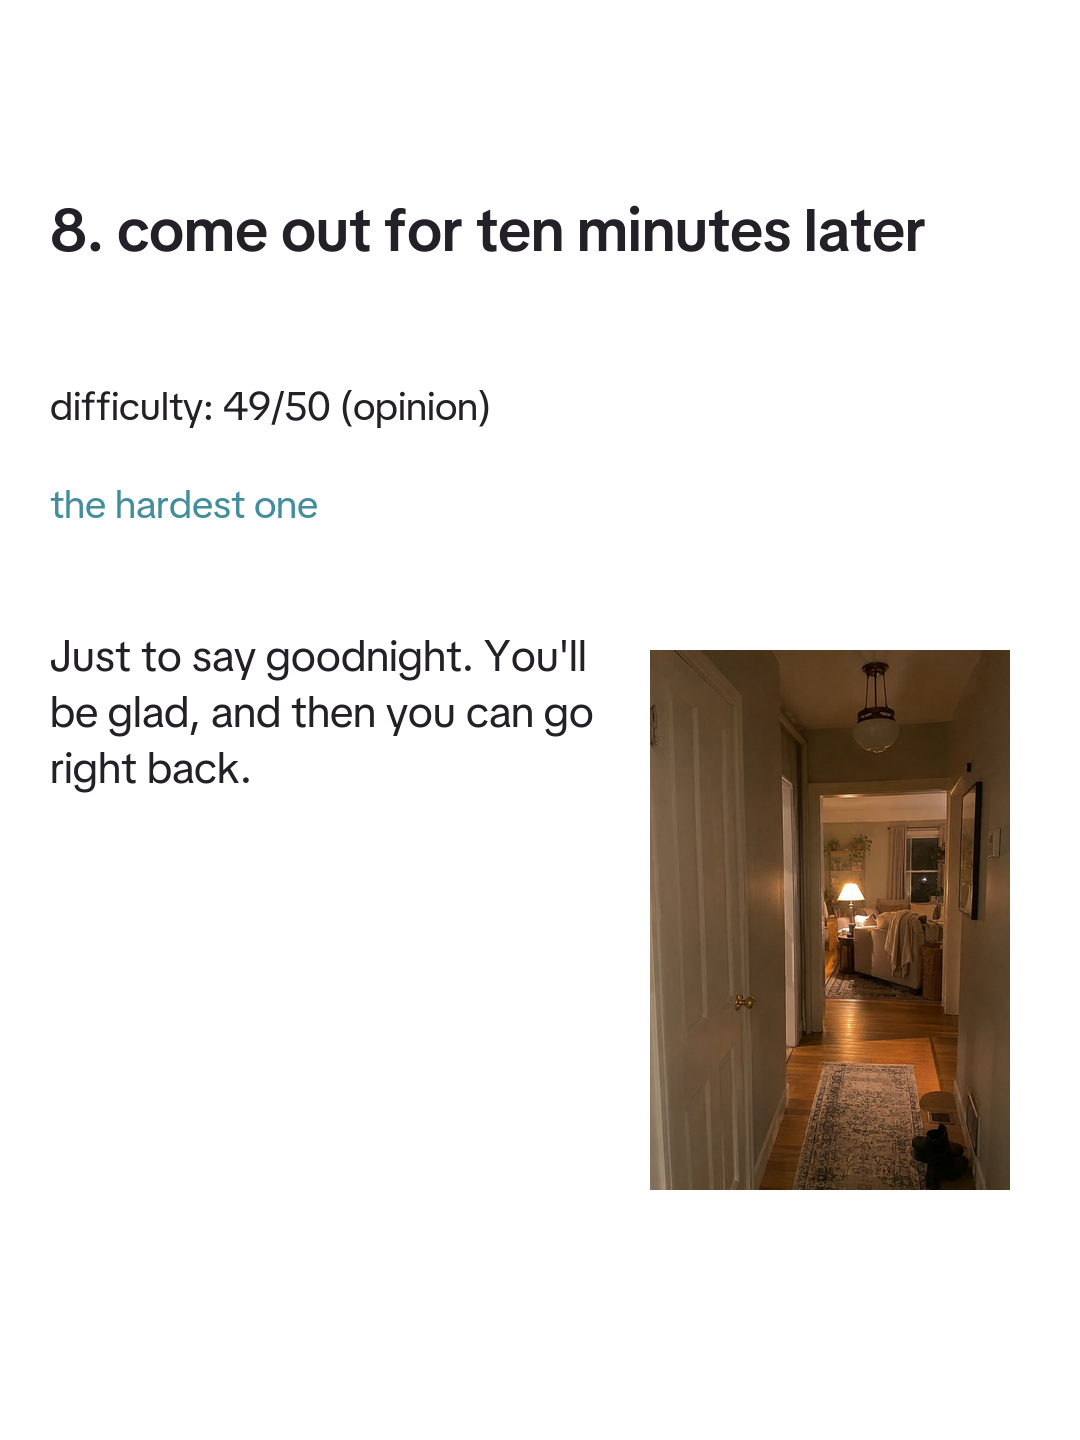 8. come out for ten minutes later
difficulty: 49/50 (opinion)
the hardest one
Just to say goodnight. You'll
be glad, and then you can go
right back.